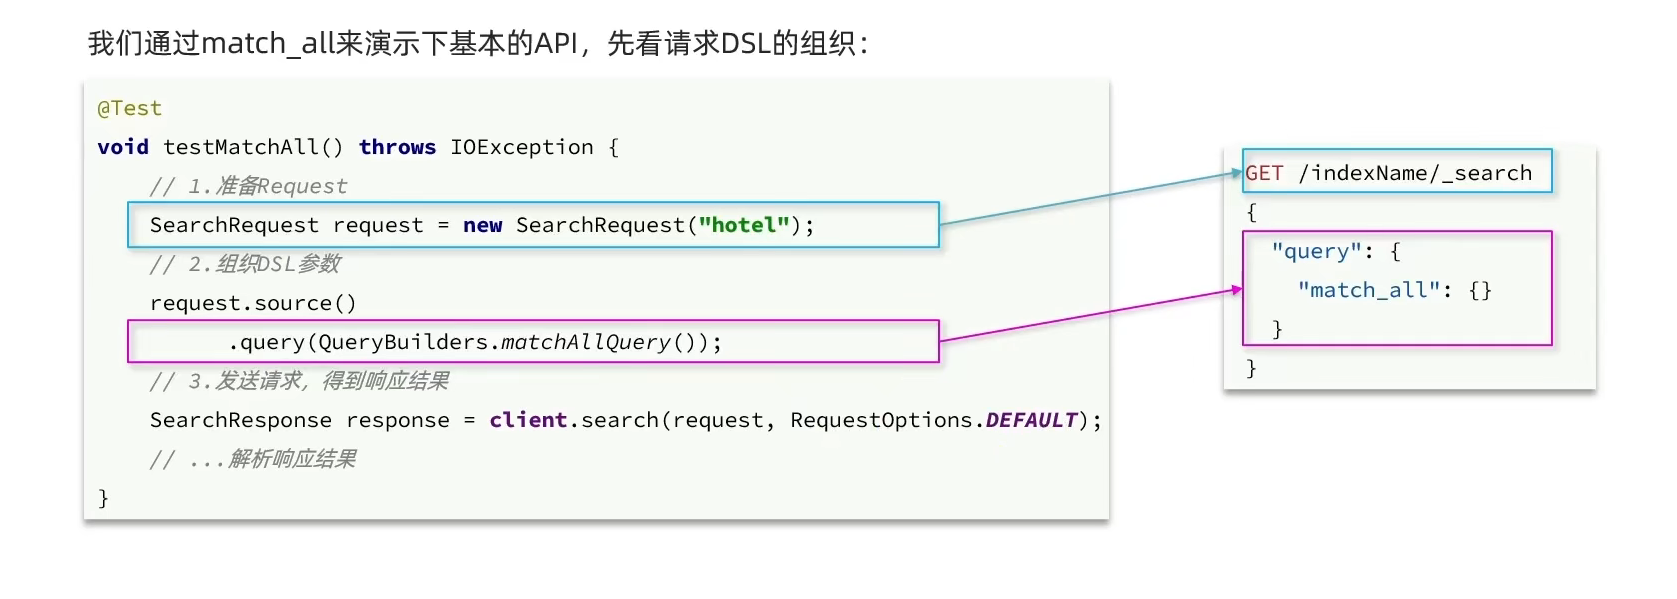 我们通过match_all来演示下基本的API，先看请求DSL的组织：
@Test
void testMatchAll() throws IOException {
    // 1.准备Request
    SearchRequest request = new SearchRequest("hotel");
    // 2.组织DSL参数
    request.source()
          .query(QueryBuilders.matchAllQuery());
    // 3.发送请求，得到响应结果
    SearchResponse response = client.search(request, RequestOptions.DEFAULT);
    // ...解析响应结果
}
GET /indexName/_search
{
  "query": {
    "match_all": {}
  }
}